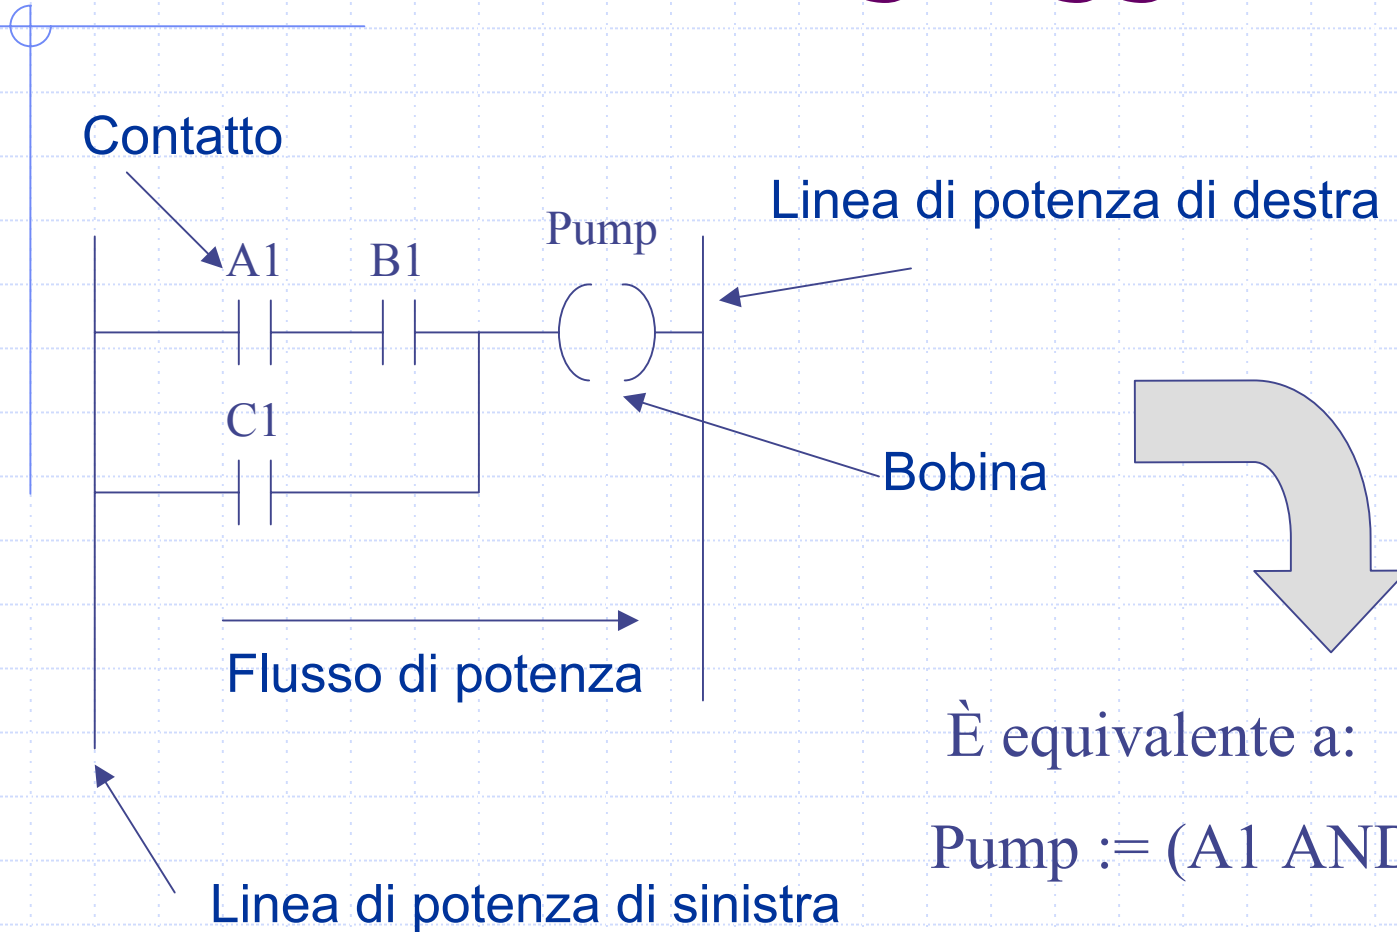 Contatto
Linea di potenza di destra
Pump
A1 B1
C1
Bobina
Flusso di potenza
È equivalente a:
Pump := (A1 AND
Linea di potenza di sinistra